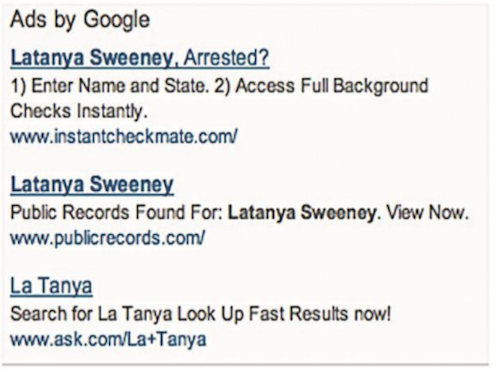 Ads by Google
Latanya Sweeney, Arrested?
1) Enter Name and State. 2) Access Full Background
Checks Instantly.
www.instantcheckmate.com/
Latanya Sweeney
Public Records Found For: Latanya Sweeney. View Now.
www.publicrecords.com/
La Tanya
Search for La Tanya Look Up Fast Results now!
www.ask.com/La+Tanya